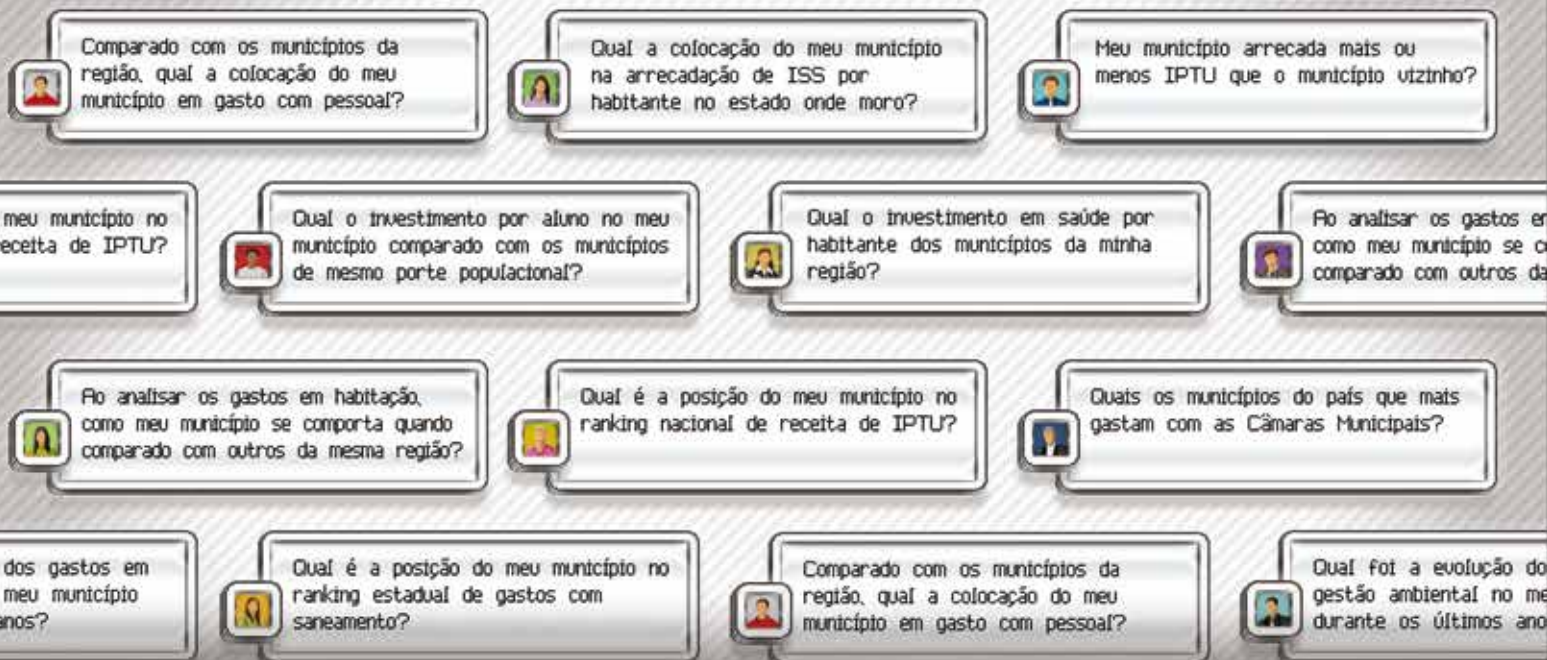 Comparado com os municípios da
região, qual a colocação do meu
município em gasto com pessoal?
Qual a colocação do meu município
na arrecadação de ISS por
habitante no estado onde moro?
Meu município arrecada mais ou
menos IPTU que o município vizinho?
meu município no
eceita de IPTU?
Qual o investimento por aluno no meu
município comparado com os municípios
de mesmo porte populacional?
Qual o investimento em saúde por
habitante dos municípios da minha
região?
Ao analisar os gastos em
como meu município se c
comparado com outros da
Ao analisar os gastos em habitação,
como meu município se comporta quando
comparado com outros da mesma região?
Qual é a posição do meu município no
ranking nacional de receita de IPTU?
Quais os municípios do país que mais
gastam com as Câmaras Municipais?
dos gastos em
meu município
anos?
Qual é a posição do meu município no
ranking estadual de gastos com
saneamento?
Comparado com os municípios da
região, qual a colocação do meu
município em gasto com pessoal?
Qual foi a evolução do
gestão ambiental no me
durante os últimos ano